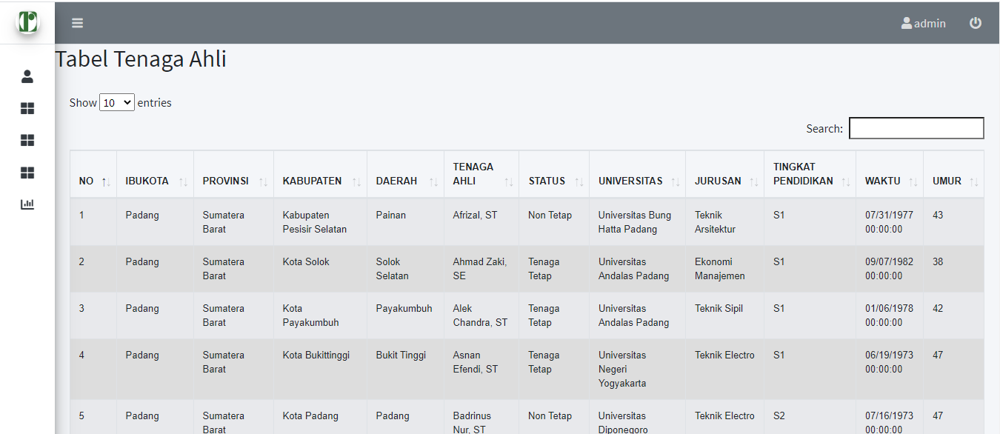 r
admin
Tabel Tenaga Ahli
Show 10 entries
Search:
NO IBUKOTA PROVINSI KABUPATEN DAERAH TENAGA AHLI STATUS UNIVERSITAS JURUSAN TINGKAT PENDIDIKAN WAKTU UMUR
1 Padang Sumatera Barat Kabupaten Pesisir Selatan Painan Afrizal, ST Non Tetap Universitas Bung Hatta Padang Teknik Arsitektur S1 07/31/1977 00:00:00 43
2 Padang Sumatera Barat Kota Solok Solok Selatan Ahmad Zaki, SE Tenaga Tetap Universitas Andalas Padang Ekonomi Manajemen S1 09/07/1982 00:00:00 38
3 Padang Sumatera Barat Kota Payakumbuh Payakumbuh Alek Chandra, ST Tenaga Tetap Universitas Andalas Padang Teknik Sipil S1 01/06/1978 00:00:00 42
4 Padang Sumatera Barat Kota Bukittinggi Bukit Tinggi Asnan Efendi, ST Tenaga Tetap Universitas Negeri Yogyakarta Teknik Electro S1 06/19/1973 00:00:00 47
5 Padang Sumatera Barat Kota Padang Padang Badrinus Nur, ST Non Tetap Universitas Diponegoro Teknik Electro S2 07/16/1973 00:00:00 47